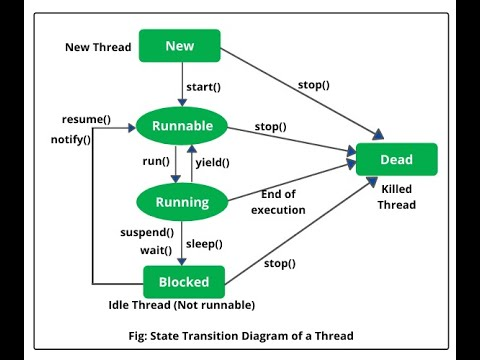 New Thread
New
start()
stop()
resume()
notify()
Runnable
stop()
run()
yield()
Dead
Killed
Thread
Running
End of
execution
suspend()
wait()
sleep()
Blocked
stop()
Idle Thread (Not runnable)
Fig: State Transition Diagram of a Thread